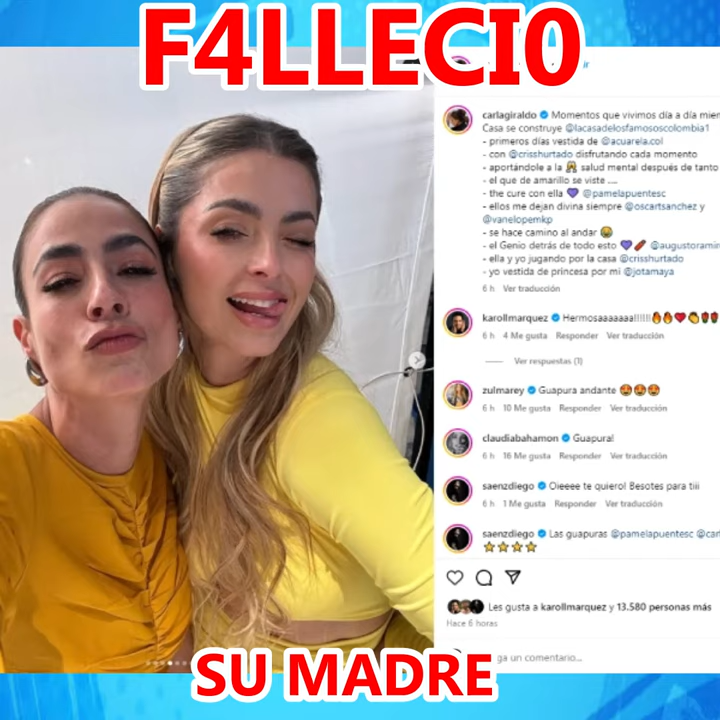 F4LLECI0
carlagiraldo Momentos que vivimos día a día mien
Casa se construye @lacasadelosfamososcolombia1
- primeros días vestida de @acuarela.col
- con @crisshurtado disfrutando cada momento
- aportándole a la salud mental después de tanto
- el que de amarillo se viste ....
- the cure con ella 💜 @pamelapuentesc
- ellos me dejan divina siempre @oscartsanchez y
@vanelopemkp
- se hace camino al andar
- el Genio detrás de todo esto 💜 @augustoramir
- ella y yo jugando por la casa @crisshurtado
- yo vestida de princesa por mi @jotamaya
6 h Ver traducción
karollmarquez Hermosaaaaaaa!!!!!!🔥🔥❤️👏🌹🌹
6 h 4 Me gusta Responder Ver traducción
Ver respuestas (1)
zulmarey Guapura andante 😍😍😍
6 h 10 Me gusta Responder Ver traducción
claudiabahamon Guapura!
6 h 16 Me gusta Responder Ver traducción
saenzdiego Oieeee te quiero! Besotes para tiii
6 h 1 Me gusta Responder Ver traducción
saenzdiego Las guapuras @pamelapuentesc @carl
⭐⭐⭐⭐
Les gusta a karollmarquez y 13.580 personas más
Hace 6 horas
ga un comentario...
SU MADRE